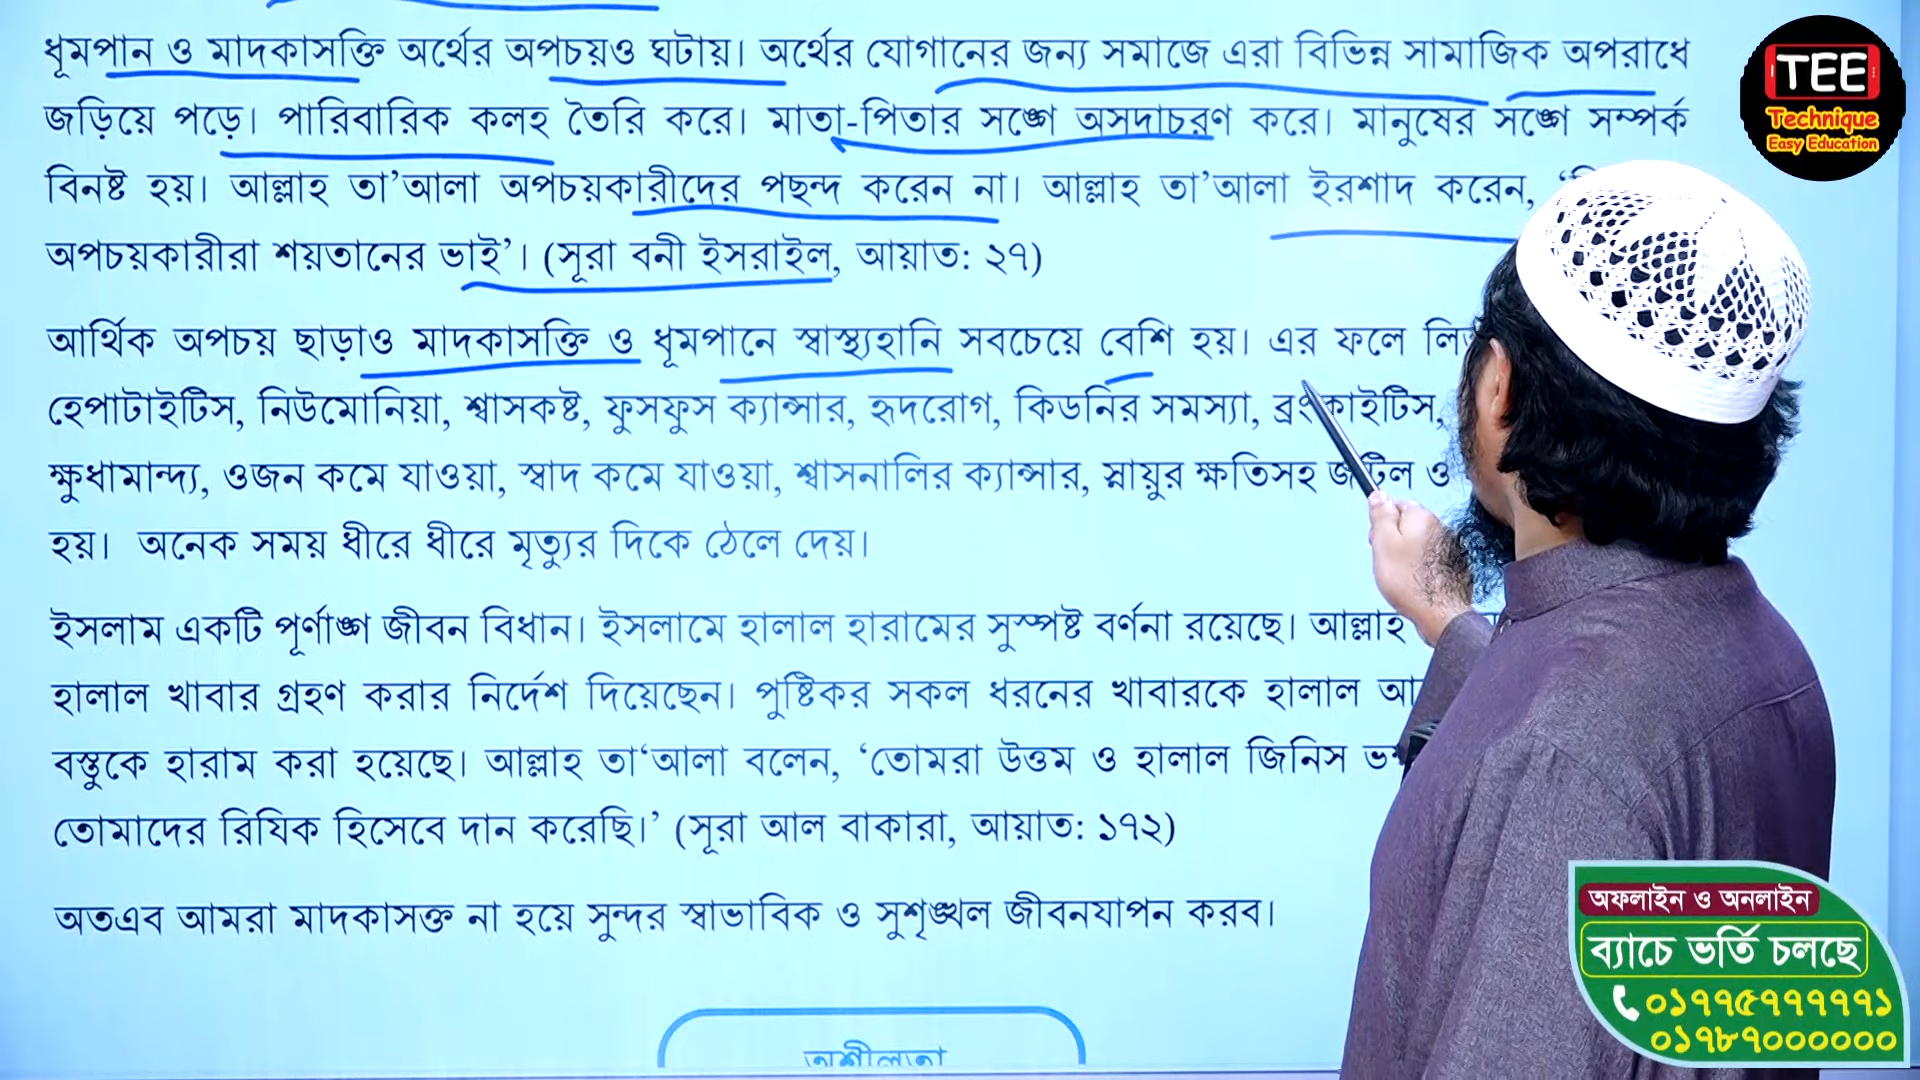 ধূমপান ও মাদকাসক্তি অর্থের অপচয়ও ঘটায়। অর্থের যোগানের জন্য সমাজে এরা বিভিন্ন সামাজিক অপরাধে
জড়িয়ে পড়ে। পারিবারিক কলহ তৈরি করে। মাতা-পিতার সঙ্গে অসদাচরণ করে। মানুষের সঙ্গে সম্পর্ক
বিনষ্ট হয়। আল্লাহ তা’আলা অপচয়কারীদের পছন্দ করেন না। আল্লাহ তা’আলা ইরশাদ করেন,
অপচয়কারীরা শয়তানের ভাই’। (সূরা বনী ইসরাইল, আয়াত: ২৭)
আর্থিক অপচয় ছাড়াও মাদকাসক্তি ও ধূমপানে স্বাস্থ্যহানি সবচেয়ে বেশি হয়। এর ফলে
হেপাটাইটিস, নিউমোনিয়া, শ্বাসকষ্ট, ফুসফুস ক্যান্সার, হৃদরোগ, কিডনির সমস্যা, ব্রংকাইটিস,
ক্ষুধামান্দ্য, ওজন কমে যাওয়া, স্বাদ কমে যাওয়া, শ্বাসনালির ক্যান্সার, স্নায়ুর ক্ষতিসহ জটিল ও
হয়। অনেক সময় ধীরে ধীরে মৃত্যুর দিকে ঠেলে দেয়।
ইসলাম একটি পূর্ণাঙ্গ জীবন বিধান। ইসলামে হালাল হারামের সুস্পষ্ট বর্ণনা রয়েছে। আল্লাহ
হালাল খাবার গ্রহণ করার নির্দেশ দিয়েছেন। পুষ্টিকর সকল ধরনের খাবারকে হালাল
বস্তুকে হারাম করা হয়েছে। আল্লাহ তা‘আলা বলেন, ‘তোমরা উত্তম ও হালাল জিনিস
তোমাদের রিযিক হিসেবে দান করেছি।’ (সূরা আল বাকারা, আয়াত: ১৭২)
অতএব আমরা মাদকাসক্ত না হয়ে সুন্দর স্বাভাবিক ও সুশৃঙ্খল জীবনযাপন করব।
অশ্লীলতা
TEE
Technique
Easy Education
অফলাইন ও অনলাইন
ব্যাচে ভর্তি চলছে
০১৭৭৫৭৭৭৭৭১
০১৭৮৭০০০০০০